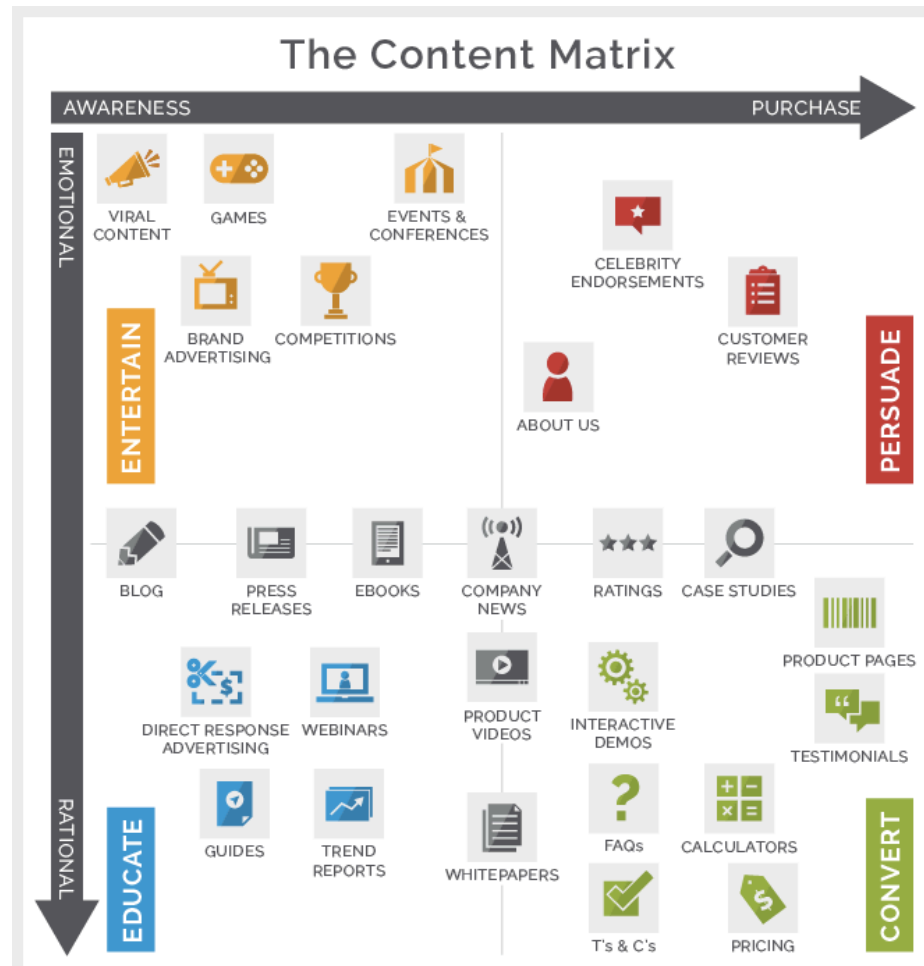 The Content Matrix
AWARENESS
PURCHASE
EMOTIONAL
VIRAL
CONTENT
GAMES
EVENTS &
CONFERENCES
CELEBRITY
ENDORSEMENTS
BRAND
ADVERTISING
COMPETITIONS
CUSTOMER
REVIEWS
ABOUT US
ENTERTAIN
PERSUADE
BLOG
PRESS
RELEASES
EBOOKS
COMPANY
NEWS
RATINGS
CASE STUDIES
PRODUCT PAGES
$
DIRECT RESPONSE
ADVERTISING
WEBINARS
PRODUCT
VIDEOS
INTERACTIVE
DEMOS
“
TESTIMONIALS
RATIONAL
GUIDES
TREND
REPORTS
WHITEPAPERS
?
FAQs
+ −
× =
CALCULATORS
T's & C's
$
PRICING
EDUCATE
CONVERT